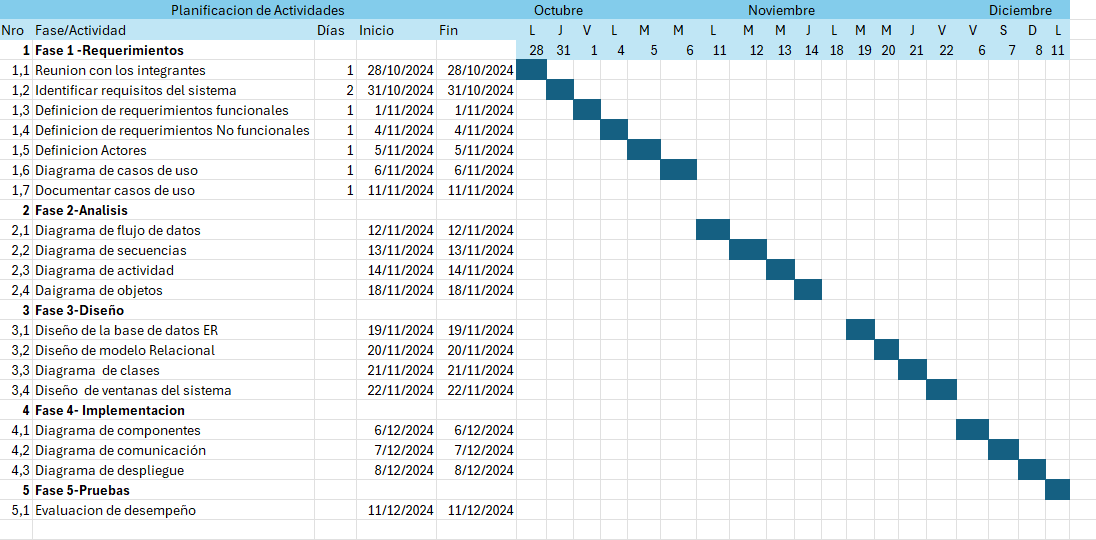 Planificacion de Actividades Octubre Noviembre Diciembre
Nro Fase/Actividad Días Inicio Fin L J V L M M L M M J L M M J V V S D L
1 Fase 1 -Requerimientos 28 31 1 4 5 6 11 12 13 14 18 19 20 21 22 6 7 8 11
1,1 Reunion con los integrantes 1 28/10/2024 28/10/2024
1,2 Identificar requisitos del sistema 2 31/10/2024 31/10/2024
1,3 Definicion de requerimientos funcionales 1 1/11/2024 1/11/2024
1,4 Definicion de requerimientos No funcionales 1 4/11/2024 4/11/2024
1,5 Definicion Actores 1 5/11/2024 5/11/2024
1,6 Diagrama de casos de uso 1 6/11/2024 6/11/2024
1,7 Documentar casos de uso 1 11/11/2024 11/11/2024
2 Fase 2-Analisis
2,1 Diagrama de flujo de datos 12/11/2024 12/11/2024
2,2 Diagrama de secuencias 13/11/2024 13/11/2024
2,3 Diagrama de actividad 14/11/2024 14/11/2024
2,4 Daigrama de objetos 18/11/2024 18/11/2024
3 Fase 3-Diseño
3,1 Diseño de la base de datos ER 19/11/2024 19/11/2024
3,2 Diseño de modelo Relacional 20/11/2024 20/11/2024
3,3 Diagrama de clases 21/11/2024 21/11/2024
3,4 Diseño de ventanas del sistema 22/11/2024 22/11/2024
4 Fase 4- Implementacion
4,1 Diagrama de componentes 6/12/2024 6/12/2024
4,2 Diagrama de comunicación 7/12/2024 7/12/2024
4,3 Diagrama de despliegue 8/12/2024 8/12/2024
5 Fase 5-Pruebas
5,1 Evaluacion de desempeño 11/12/2024 11/12/2024